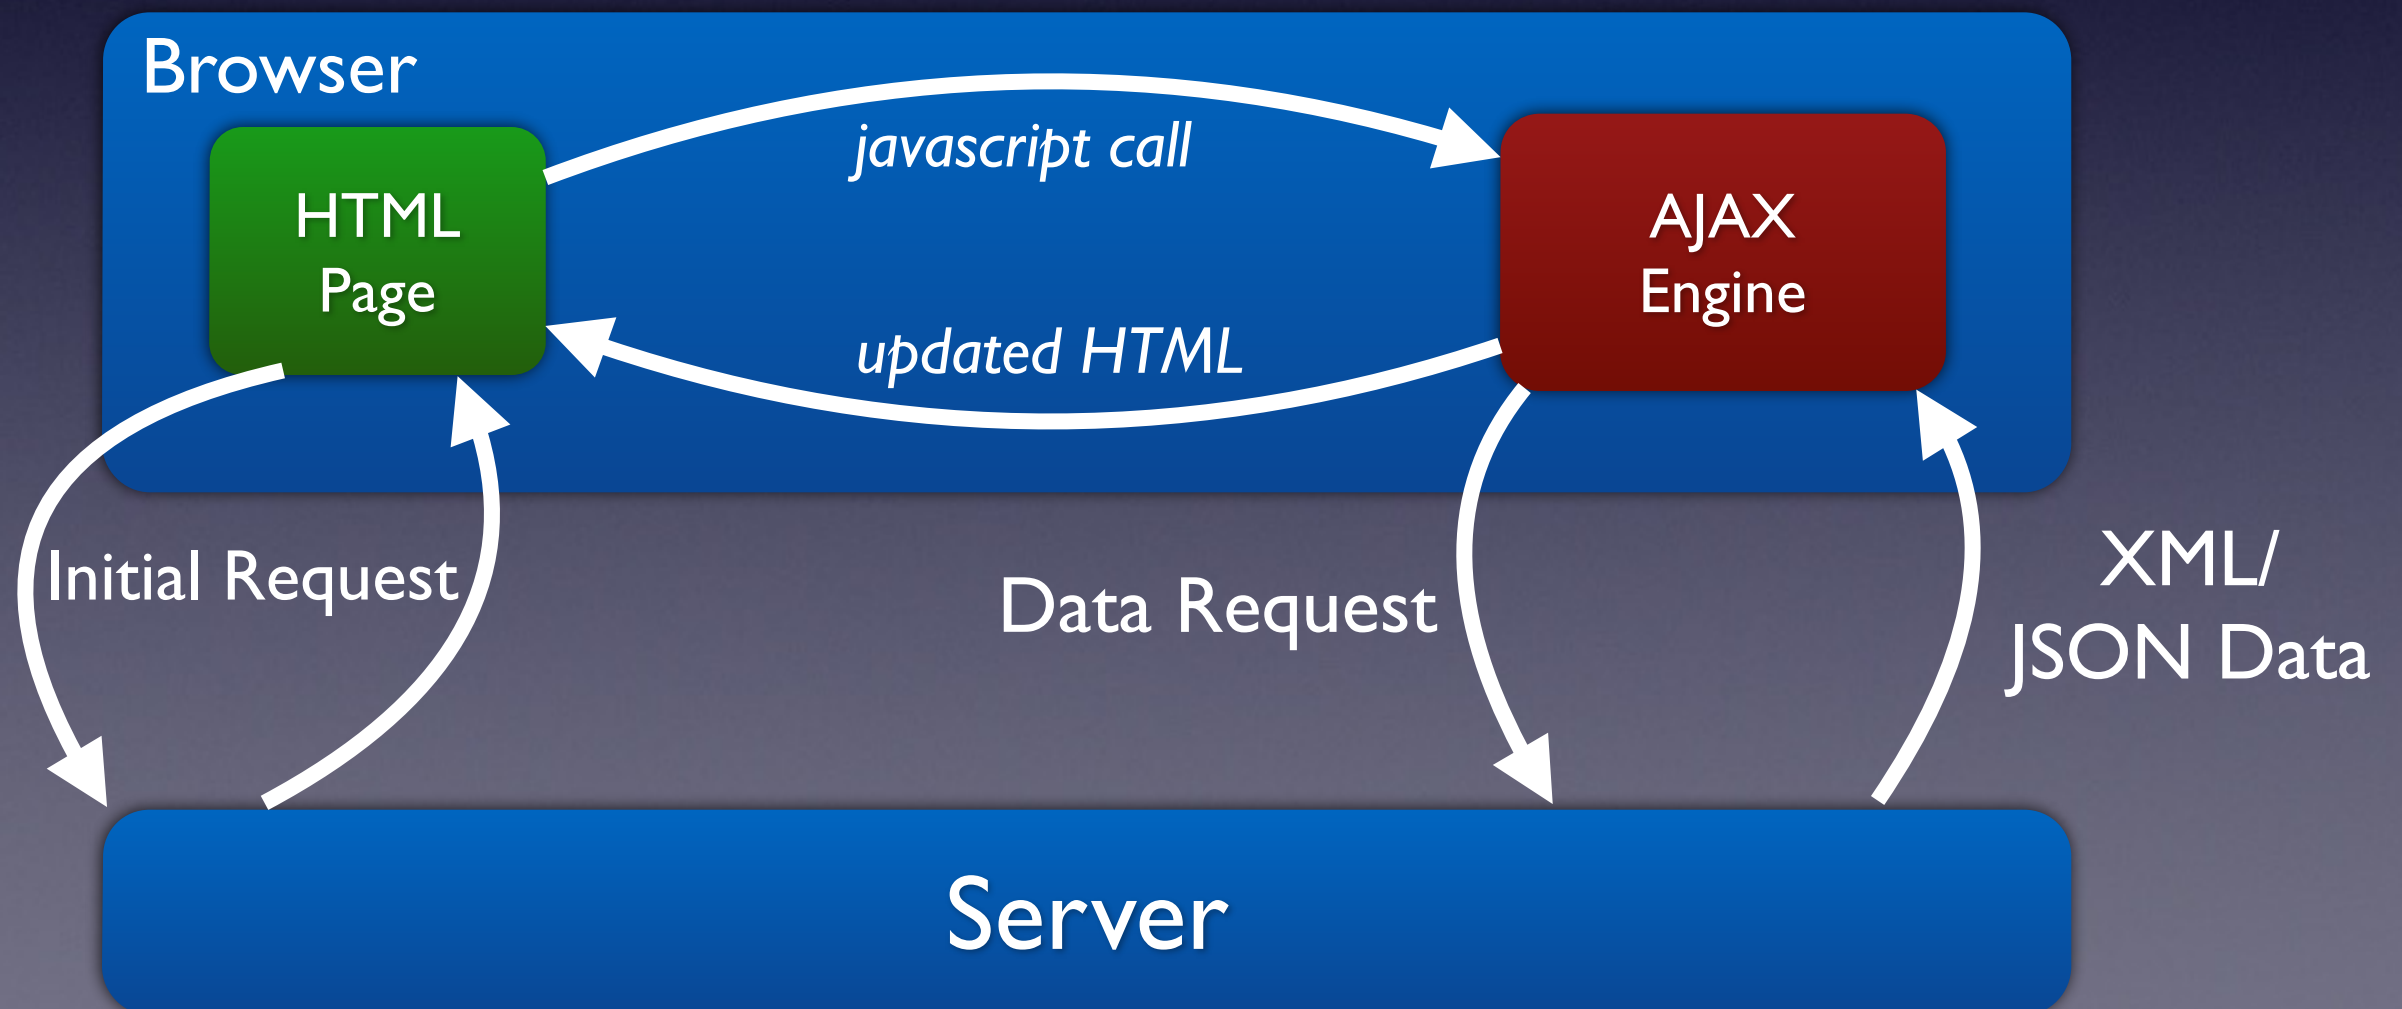 Browser
javascript call
HTML
Page
AJAX
Engine
updated HTML
Initial Request
Data Request
XML/
JSON Data
Server